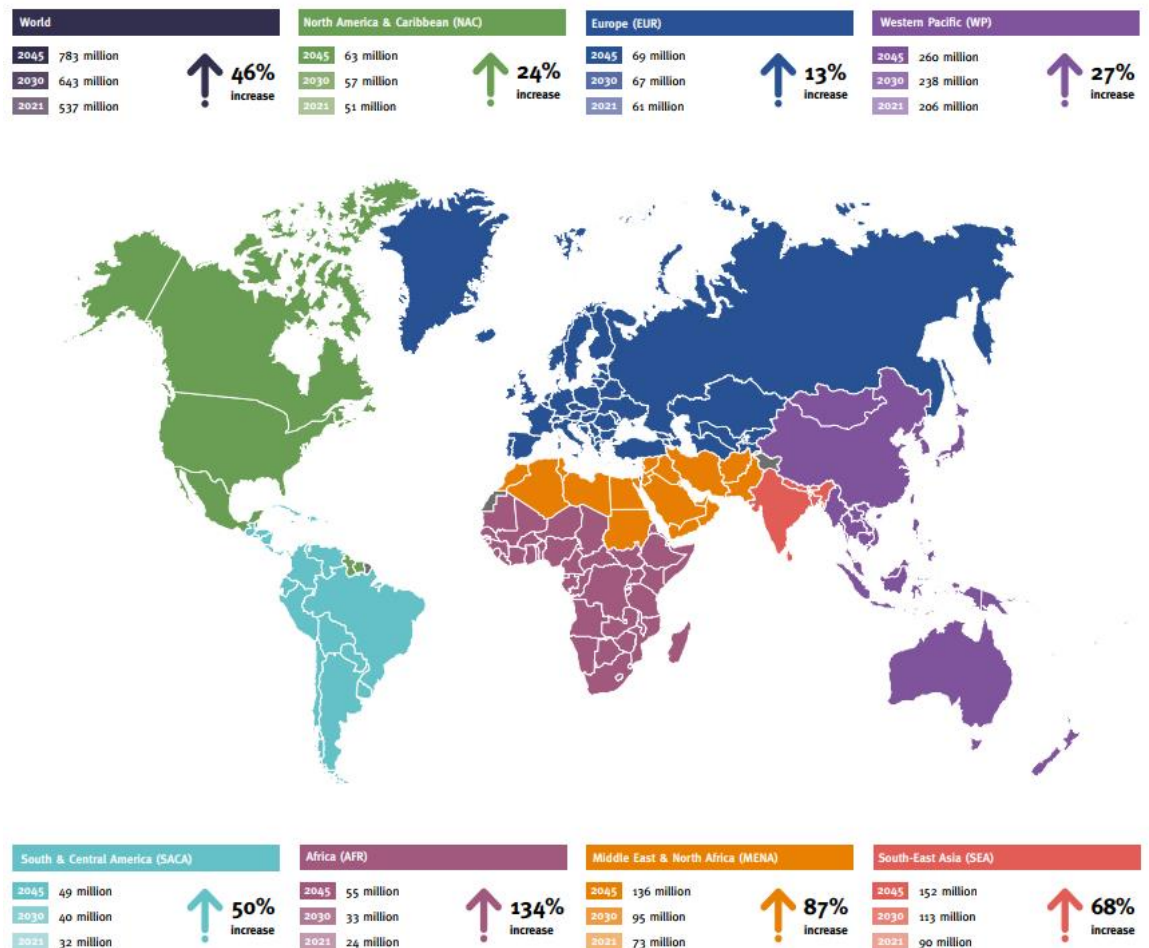 World
2045 783 million
2030 643 million
2021 537 million
46%
increase
North America & Caribbean (NAC)
2045 63 million
2030 57 million
2021 51 million
24%
increase
Europe (EUR)
2045 69 million
2030 67 million
2021 61 million
13%
increase
Western Pacific (WP)
2045 260 million
2030 238 million
2021 206 million
27%
increase
South & Central America (SACA)
2045 49 million
2030 40 million
2021 32 million
50%
increase
Africa (AFR)
2045 55 million
2030 33 million
2021 24 million
134%
increase
Middle East & North Africa (MENA)
2045 136 million
2030 95 million
2021 73 million
87%
increase
South-East Asia (SEA)
2045 152 million
2030 113 million
2021 90 million
68%
increase